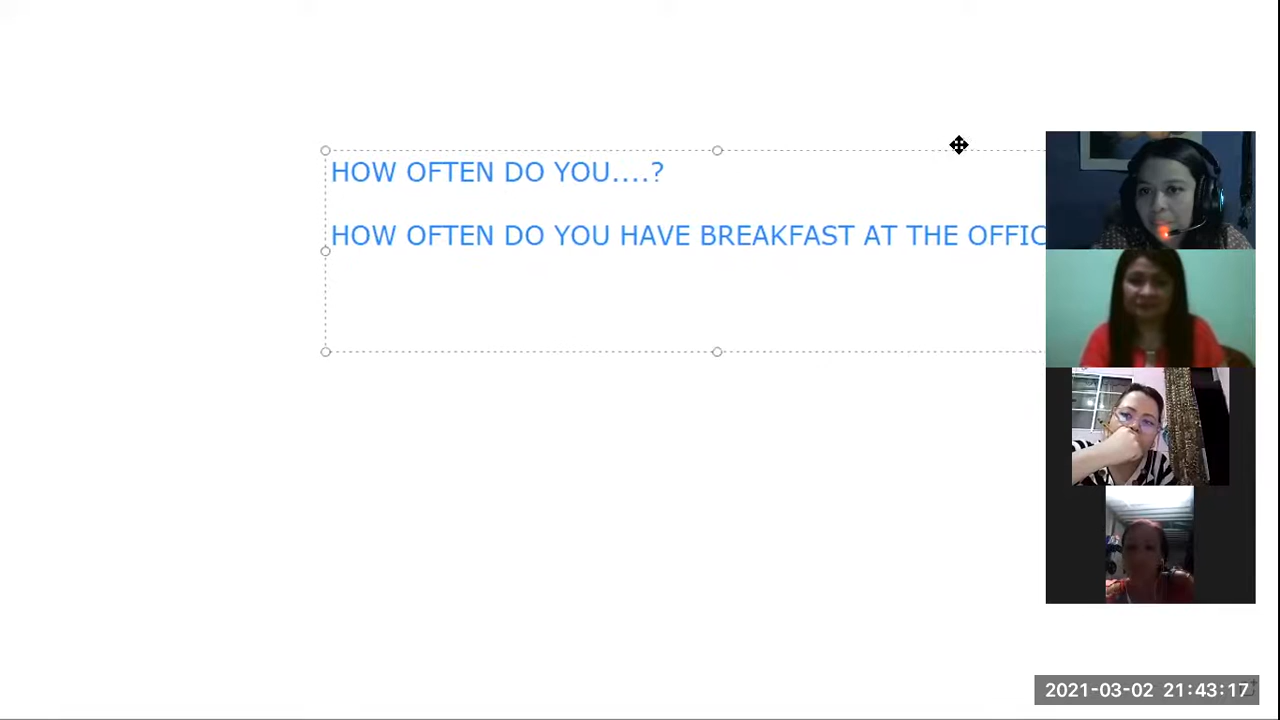 HOW OFTEN DO YOU....?
HOW OFTEN DO YOU HAVE BREAKFAST AT THE OFFIC
2021-03-02 21:43:17